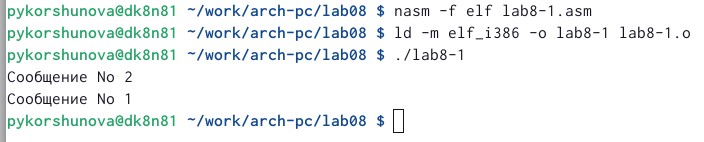 pykorshunova@dk8n81 ~/work/arch-pc/lab08 $ nasm -f elf lab8-1.asm
pykorshunova@dk8n81 ~/work/arch-pc/lab08 $ ld -m elf_i386 -o lab8-1 lab8-1.o
pykorshunova@dk8n81 ~/work/arch-pc/lab08 $ ./lab8-1
Сообщение No 2
Сообщение No 1
pykorshunova@dk8n81 ~/work/arch-pc/lab08 $